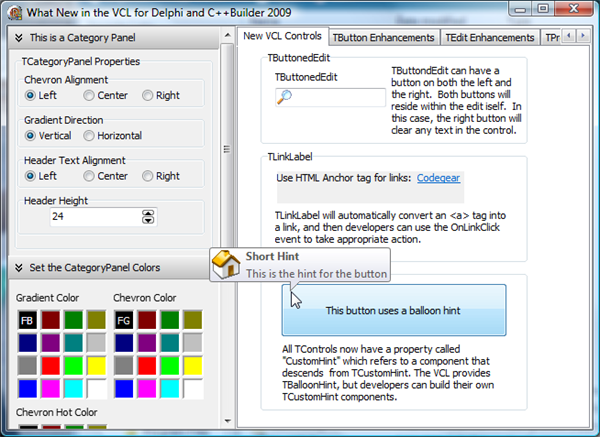 What New in the VCL for Delphi and C++Builder 2009
This is a Category Panel
TCategoryPanel Properties
Chevron Alignment
Left Center Right
Gradient Direction
Vertical Horizontal
Header Text Alignment
Left Center Right
Header Height
24
Set the CategoryPanel Colors
Gradient Color Chevron Color
FB FG
Chevron Hot Color
New VCL Controls TButton Enhancements TEdit Enhancements TPr
TButtonedEdit
TButtonedEdit
TButtondEdit can have a
button on both the left and
the right. Both buttons will
reside within the edit iself. In
this case, the right button will
clear any text in the control.
TLinkLabel
Use HTML Anchor tag for links: Codegear
TLinkLabel will automatically convert an <a> tag into
a link, and then developers can use the OnLinkClick
event to take appropriate action.
Short Hint
This is the hint for the button
This button uses a balloon hint
All TControls now have a property called
"CustomHint" which refers to a component that
descends from TCustomHint. The VCL provides
TBalloonHint, but developers can build their own
TCustomHint components.